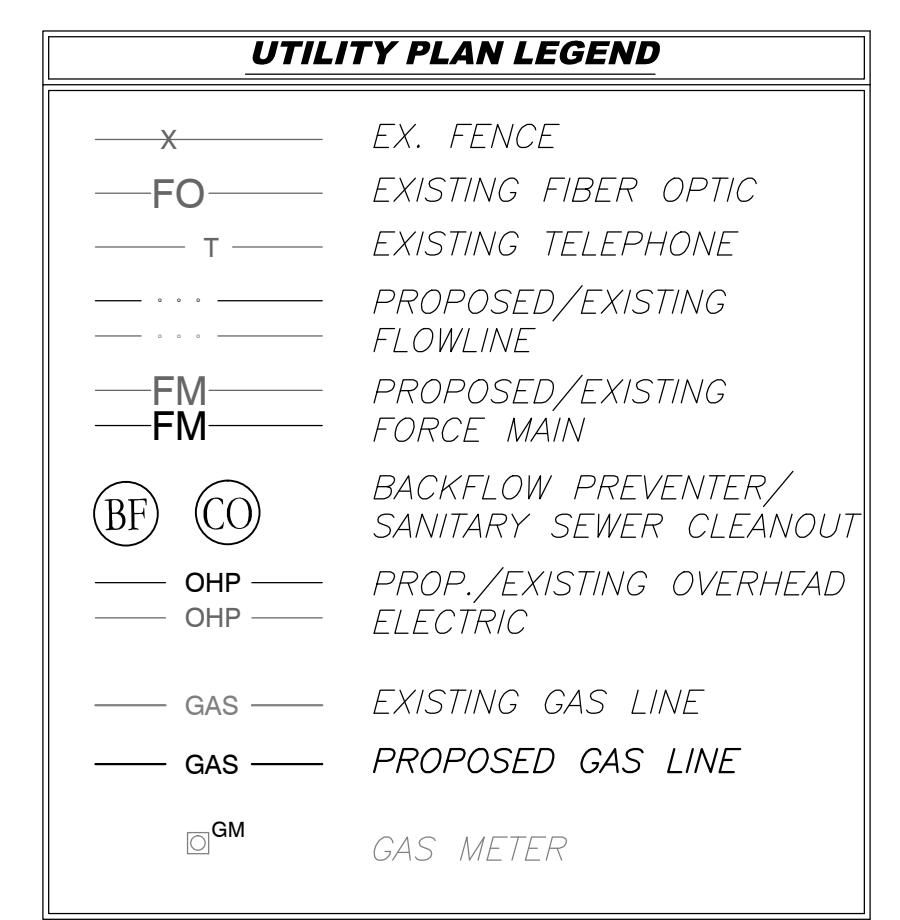 UTILITY PLAN LEGEND
X EX. FENCE
FO EXISTING FIBER OPTIC
T EXISTING TELEPHONE
PROPOSED/EXISTING
FLOWLINE
FM PROPOSED/EXISTING
FM FORCE MAIN
BF CO BACKFLOW PREVENTER/
SANITARY SEWER CLEANOUT
OHP PROP./EXISTING OVERHEAD
OHP ELECTRIC
GAS EXISTING GAS LINE
GAS PROPOSED GAS LINE
GM GAS METER